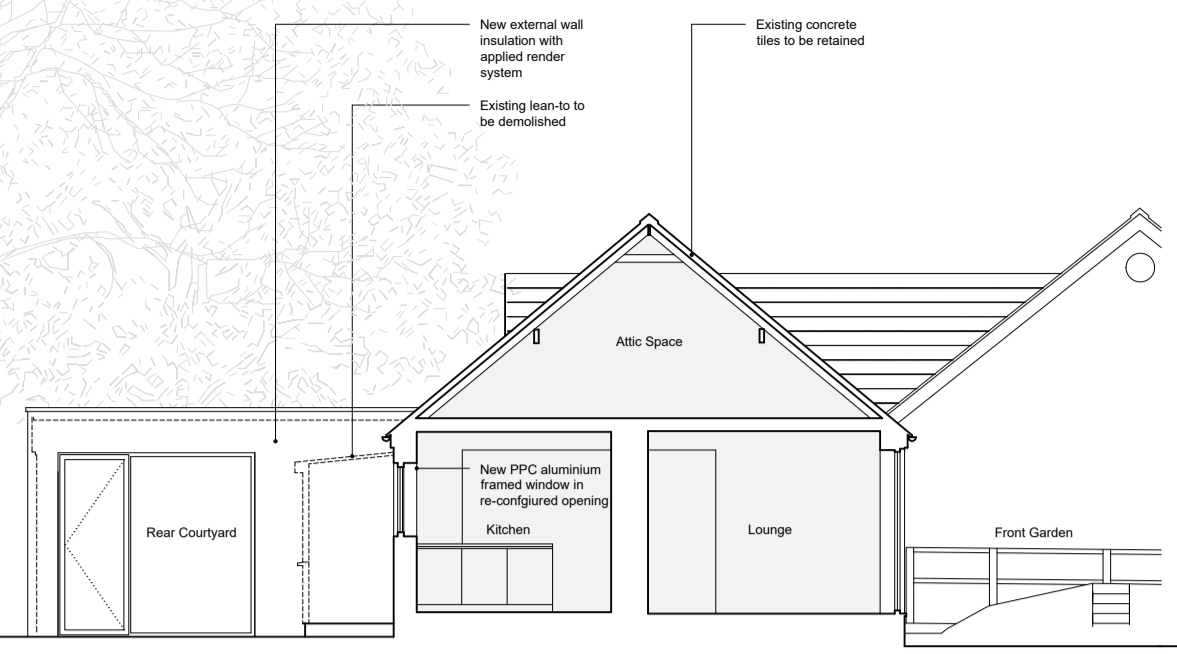 New external wall
insulation with
applied render
system
Existing concrete
tiles to be retained
Existing lean-to to
be demolished
Attic Space
New PPC aluminium
framed window in
re-confgiured opening
Rear Courtyard
Kitchen
Lounge
Front Garden